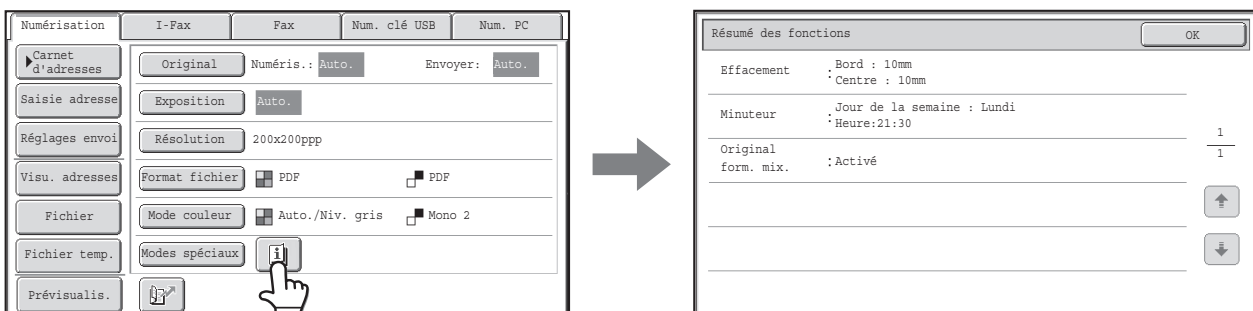 Numérisation I-Fax Fax Num. clé USB Num. PC
Carnet
d'adresses
Original Numéris.: Auto. Envoyer: Auto.
Saisie adresse
Exposition Auto.
Réglages envoi
Résolution 200x200ppp
Visu. adresses
Format fichier PDF PDF
Fichier
Mode couleur Auto./Niv. gris Mono 2
Fichier temp.
Modes spéciaux
Prévisualis.
Résumé des fonctions OK
Effacement : Bord : 10mm
Centre : 10mm
Minuteur : Jour de la semaine : Lundi
Heure:21:30
Original
form. mix. :Activé
1
1